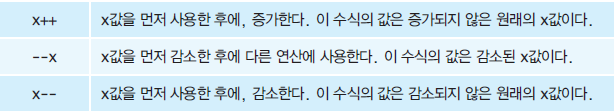 x++ x값을 먼저 사용한 후에, 증가한다. 이 수식의 값은 증가되지 않은 원래의 x값이다.
--x x값을 먼저 감소한 후에 다른 연산에 사용한다. 이 수식의 값은 감소된 x값이다.
x-- x값을 먼저 사용한 후에, 감소한다. 이 수식의 값은 감소되지 않은 원래의 x값이다.